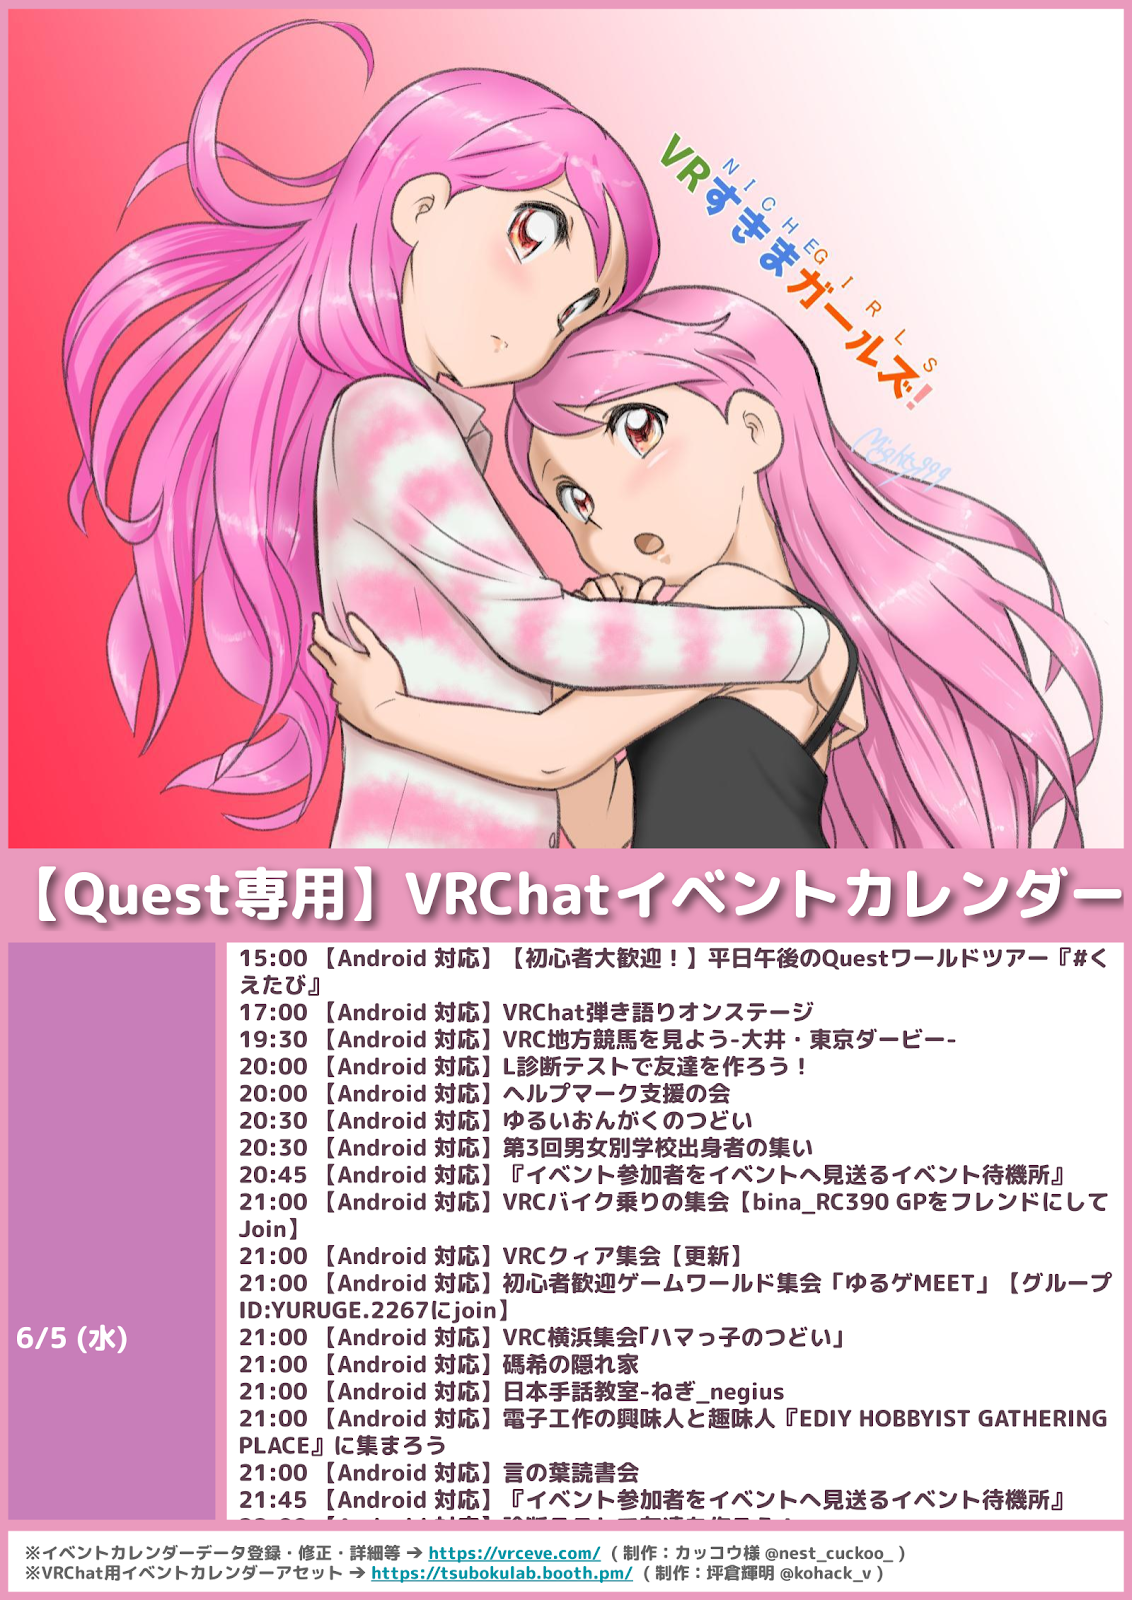 NICHE GIRLS
VRすきまガールズ!
Mighty999
【Quest専用】VRChatイベントカレンダー
6/5 (水)
15:00 【Android 対応】【初心者大歓迎！】平日午後のQuestワールドツアー『#く
えたび』
17:00 【Android 対応】VRChat弾き語りオンステージ
19:30 【Android 対応】VRC地方競馬を見よう-大井・東京ダービー-
20:00 【Android 対応】L診断テストで友達を作ろう！
20:00 【Android 対応】ヘルプマーク支援の会
20:30 【Android 対応】ゆるいおんがくのつどい
20:30 【Android 対応】第3回男女別学校出身者の集い
20:45 【Android 対応】『イベント参加者をイベントへ見送るイベント待機所』
21:00 【Android 対応】VRCバイク乗りの集会【bina_RC390 GPをフレンドにして
Join】
21:00 【Android 対応】VRCクィア集会【更新】
21:00 【Android 対応】初心者歓迎ゲームワールド集会「ゆるゲMEET」【グループ
ID:YURUGE.2267にjoin】
21:00 【Android 対応】VRC横浜集会｢ハマっ子のつどい｣
21:00 【Android 対応】碼希の隠れ家
21:00 【Android 対応】日本手話教室-ねぎ_negius
21:00 【Android 対応】電子工作の興味人と趣味人『EDIY HOBBYIST GATHERING
PLACE』に集まろう
21:00 【Android 対応】言の葉読書会
21:45 【Android 対応】『イベント参加者をイベントへ見送るイベント待機所』
※イベントカレンダーデータ登録・修正・詳細等 ➔ https://vrceve.com/ ( 制作：カッコウ様 @nest_cuckoo_ )
※VRChat用イベントカレンダーアセット ➔ https://tsubokulab.booth.pm/ ( 制作：坪倉輝明 @kohack_v )